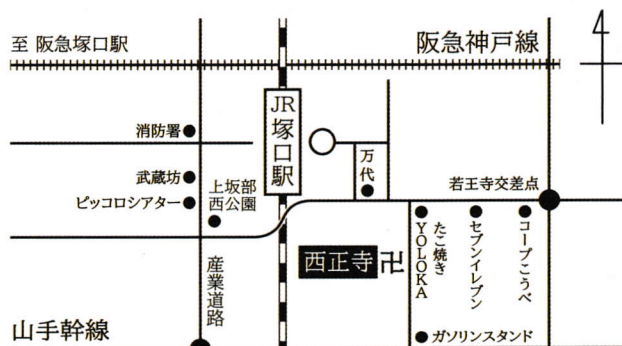 至 阪急塚口駅
阪急神戸線
4
JR塚口駅
消防署
武蔵坊
ピッコロシアター
上坂部
西公園
万代
若王寺交差点
西正寺
卍
たこ焼き
YOLOKA
セブンイレブン
コープこうべ
産業道路
ガソリンスタンド
山手幹線